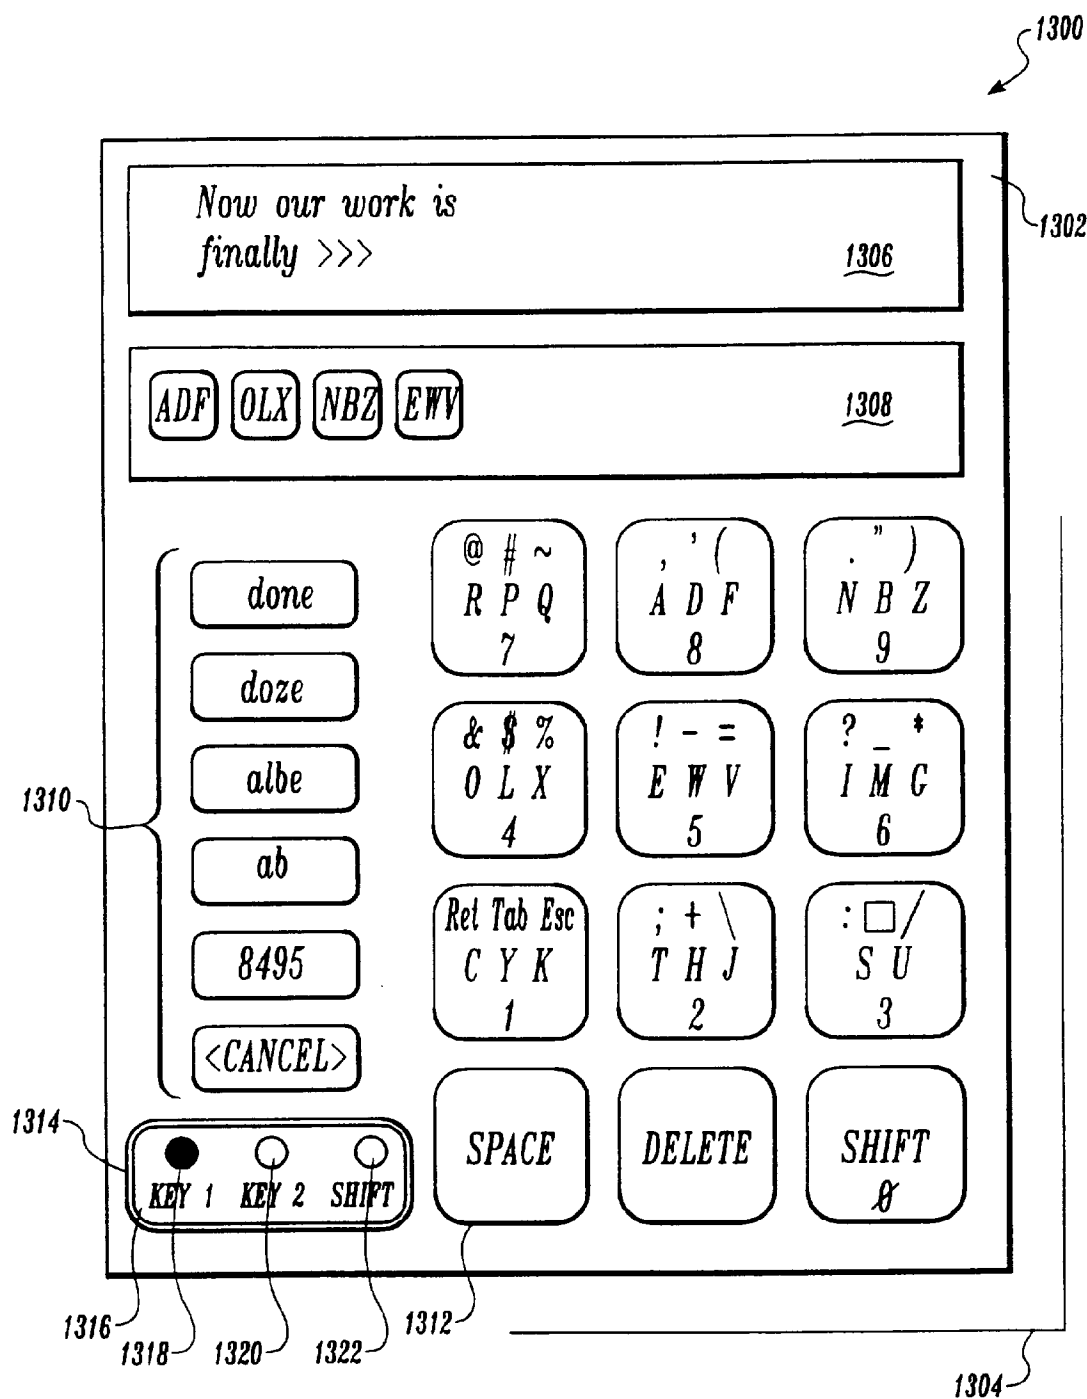 1300
1302
Now our work is
finally >>>
1306
ADF OLX NBZ EWV
1308
@ # ~
R P Q
7
, ' (
A D F
8
. " )
N B Z
9
done
doze
albe
ab
8495
<CANCEL>
1310
& $ %
O L X
4
! - =
E W V
5
? _ *
I M G
6
Ret Tab Esc
C Y K
1
; + \
T H J
2
: □ /
S U
3
1314
KEY 1 KEY 2 SHIFT
SPACE
DELETE
SHIFT
0
1316
1318
1320
1322
1312
1304